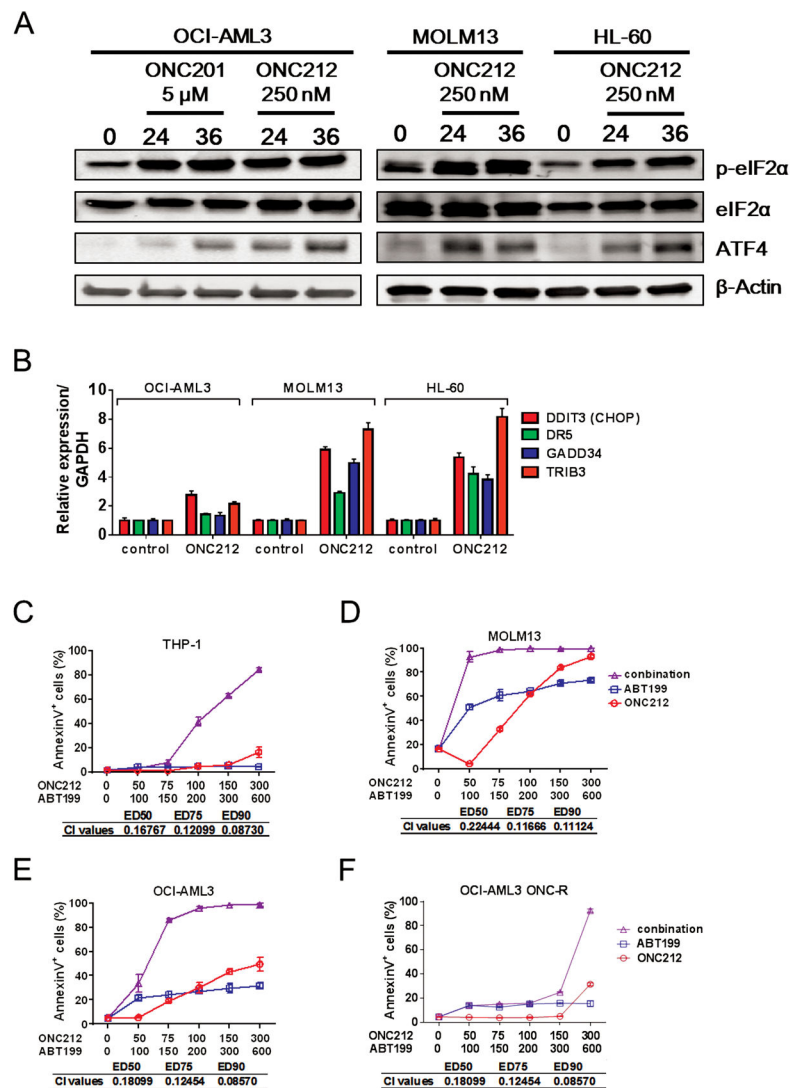 A
OCI-AML3 MOLM13 HL-60
ONC201 ONC212 ONC212 ONC212
5 µM 250 nM 250 nM 250 nM
0 24 36 24 36 0 24 36 0 24 36
p-eIF2α
eIF2α
ATF4
β-Actin
B
OCI-AML3 MOLM13 HL-60
Relative expression/
GAPDH
10
8
6
4
2
0
control ONC212 control ONC212 control ONC212
DDIT3 (CHOP)
DR5
GADD34
TRIB3
C
THP-1
AnnexinV⁺ cells (%)
100
80
60
40
20
0
ONC212 0 50 75 100 150 300
ABT199 0 100 150 200 300 600
ED50 ED75 ED90
CI values 0.16767 0.12099 0.08730
D
MOLM13
AnnexinV⁺ cells (%)
100
80
60
40
20
0
conbination
ABT199
ONC212
ONC212 0 50 75 100 150 300
ABT199 0 100 150 200 300 600
ED50 ED75 ED90
CI values 0.22444 0.11666 0.11124
E
OCI-AML3
AnnexinV⁺ cells (%)
100
80
60
40
20
0
ONC212 0 50 75 100 150 300
ABT199 0 100 150 200 300 600
ED50 ED75 ED90
CI values 0.18099 0.12454 0.08570
F
OCI-AML3 ONC-R
AnnexinV⁺ cells (%)
100
80
60
40
20
0
conbination
ABT199
ONC212
ONC212 0 50 75 100 150 300
ABT199 0 100 150 200 300 600
ED50 ED75 ED90
CI values 0.18099 0.12454 0.08570